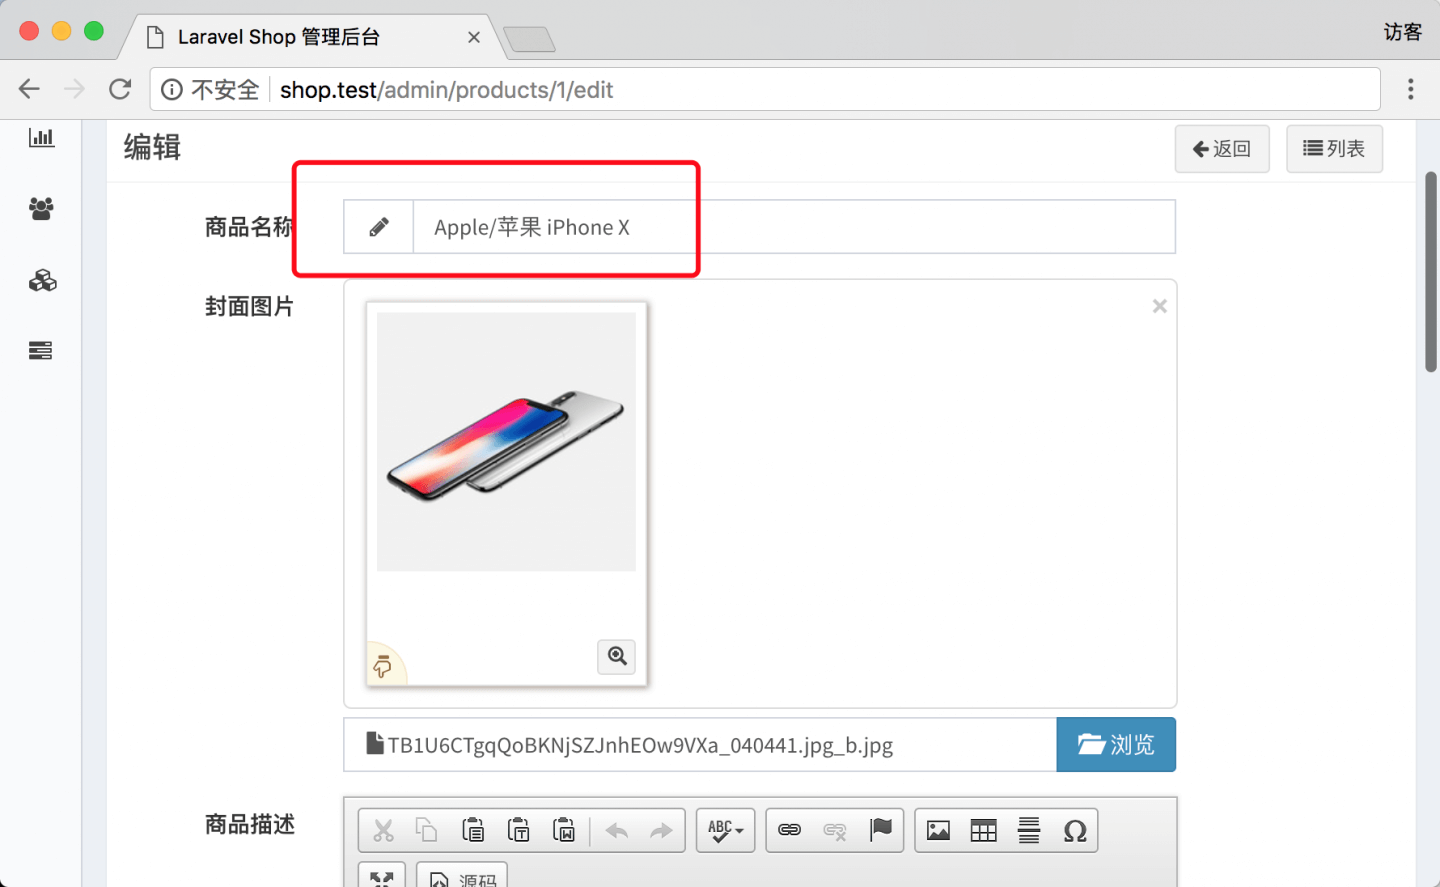 Laravel Shop 管理后台
访客
不安全 shop.test/admin/products/1/edit
编辑
返回
列表
商品名称
Apple/苹果 iPhone X
封面图片
TB1U6CTgqQoBKNjSZJnhEOw9VXa_040441.jpg_b.jpg
浏览
商品描述
ABC
源码